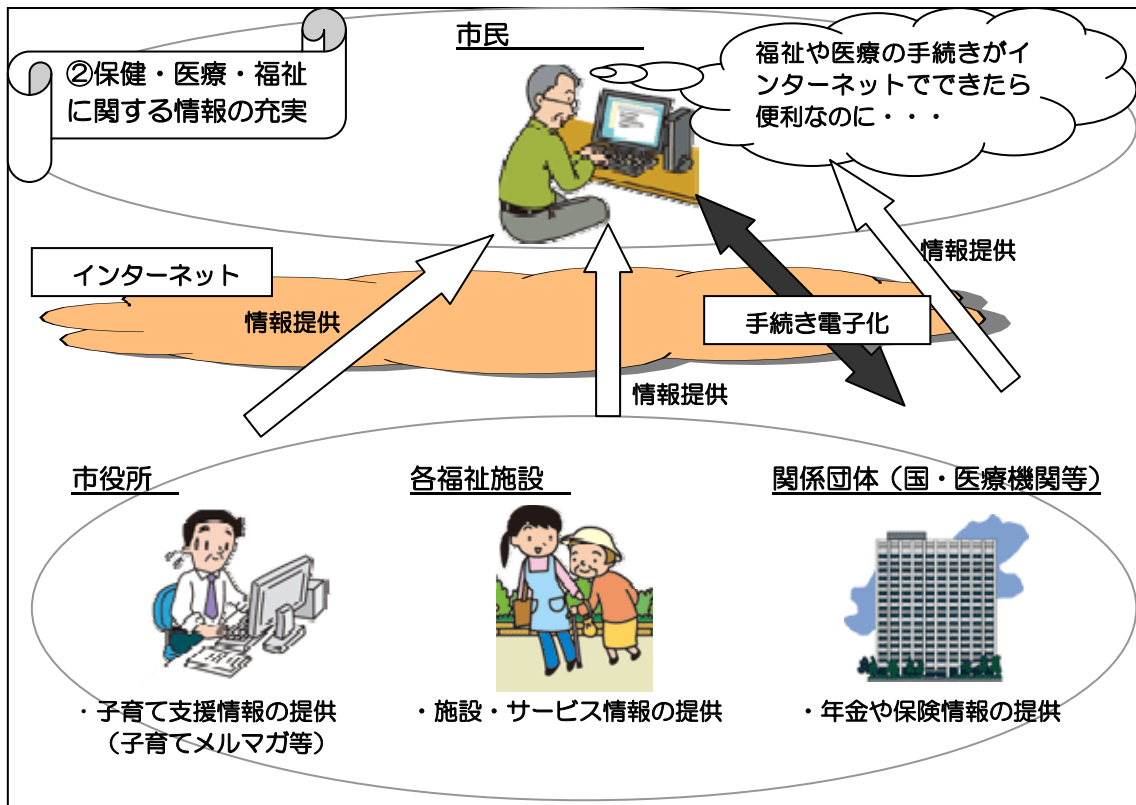 ②保健・医療・福祉
に関する情報の充実
市民
福祉や医療の手続きがイ
ンターネットでできたら
便利なのに・・・
インターネット
情報提供
情報提供
手続き電子化
情報提供
市役所
各福祉施設
関係団体（国・医療機関等）
・子育て支援情報の提供
（子育てメルマガ等）
・施設・サービス情報の提供
・年金や保険情報の提供